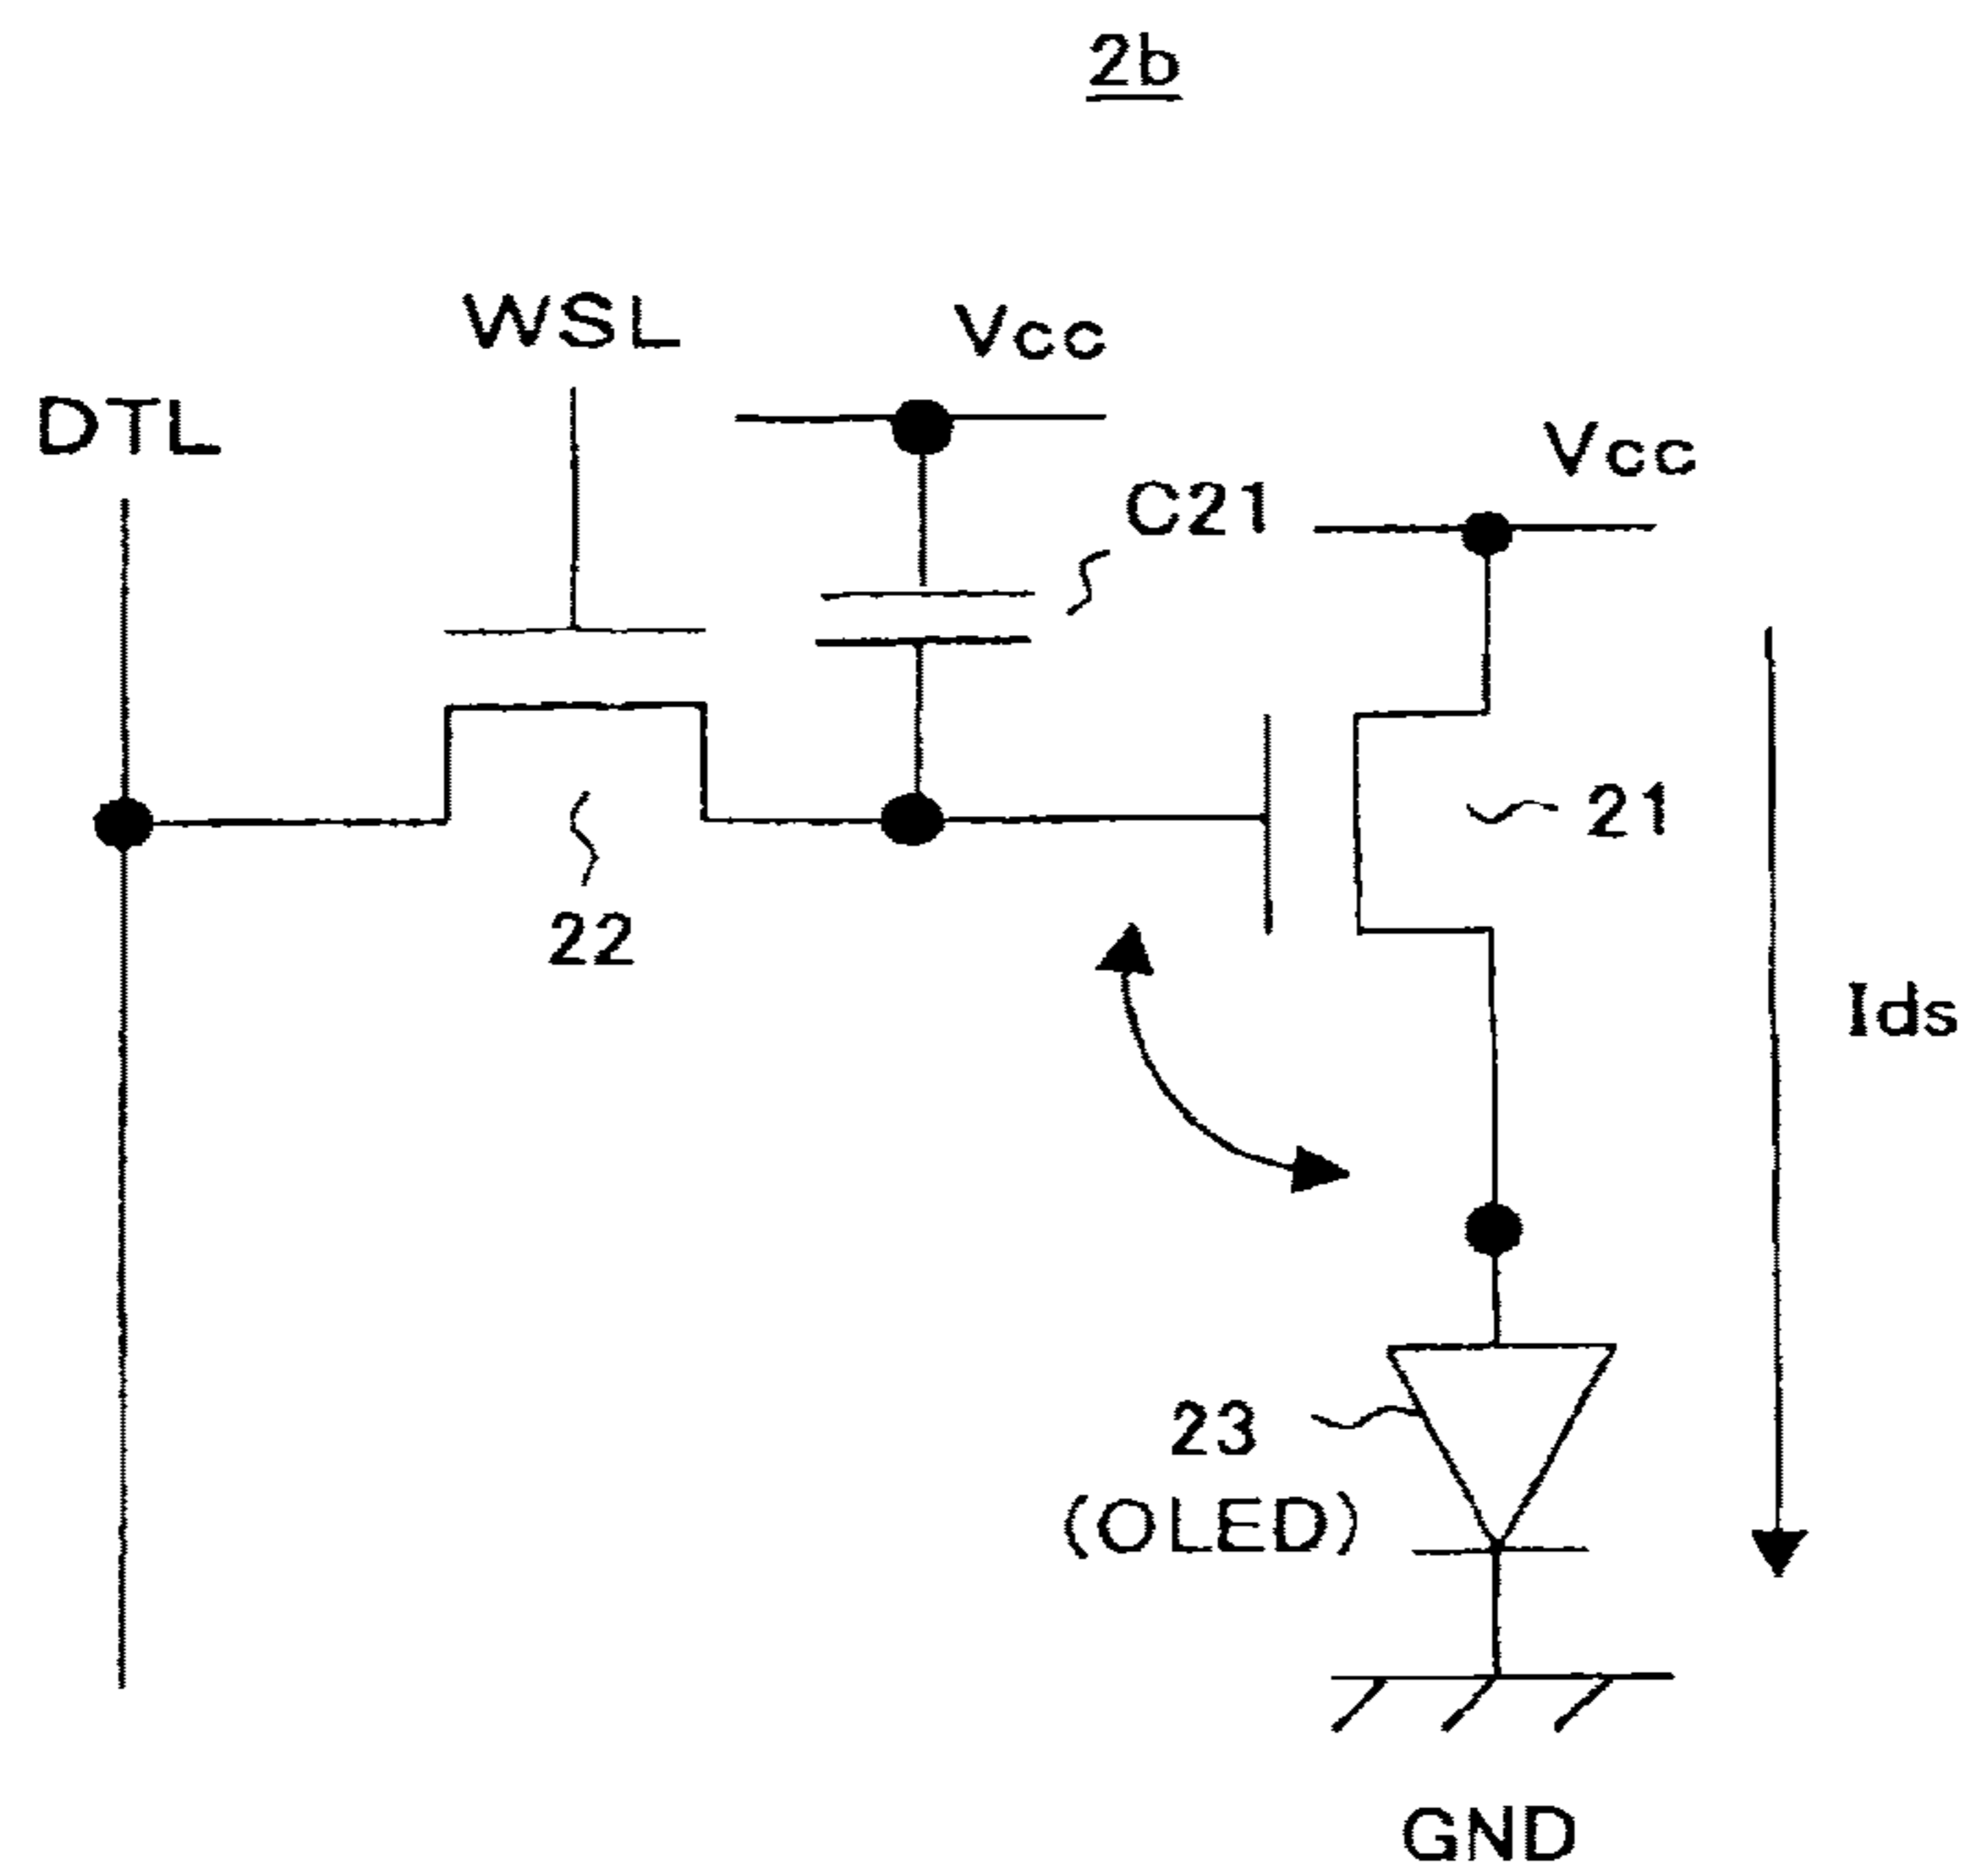 2b
WSL
Vcc
DTL
Vcc
C21
21
22
Ids
23
(OLED)
GND